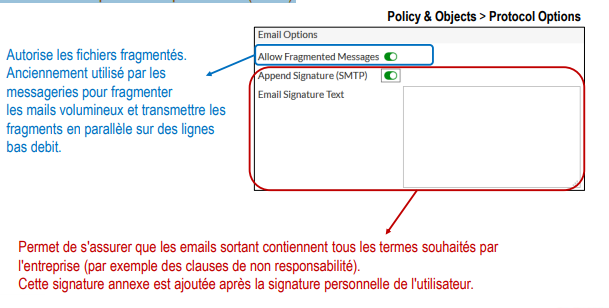 Policy & Objects > Protocol Options
Email Options
Allow Fragmented Messages
Append Signature (SMTP)
Email Signature Text
Autorise les fichiers fragmentés.
Anciennement utilisé par les
messageries pour fragmenter
les mails volumineux et transmettre les
fragments en parallèle sur des lignes
bas debit.
Permet de s'assurer que les emails sortant contiennent tous les termes souhaités par
l'entreprise (par exemple des clauses de non responsabilité).
Cette signature annexe est ajoutée après la signature personnelle de l'utilisateur.